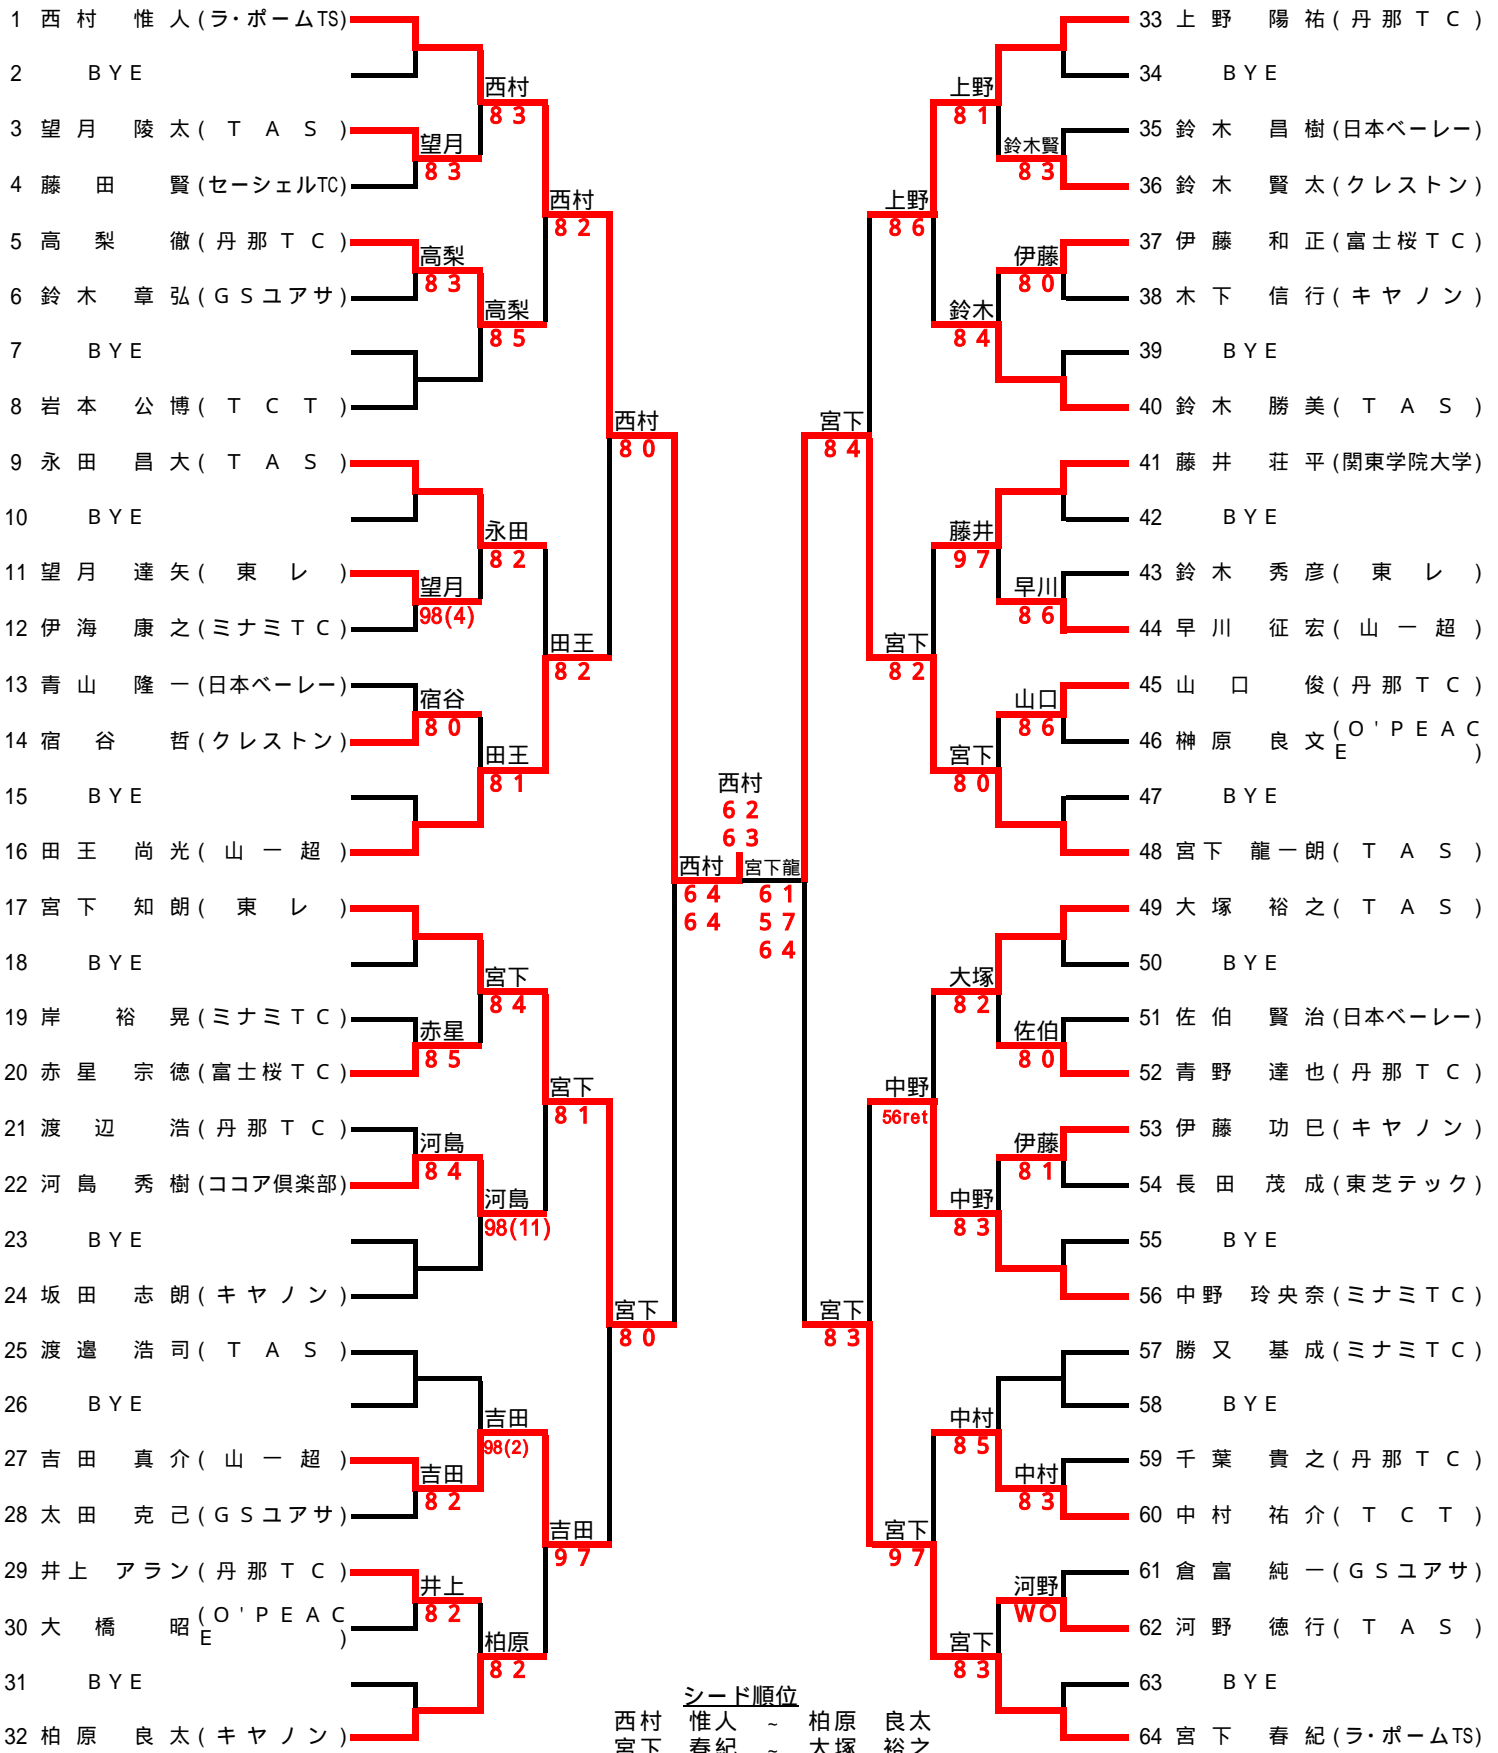 1 西村 惟人(ラ・ポームTS)
2 BYE
3 望月 陵太(TAS)
4 藤田 賢(セーシェルTC)
5 高梨 徹(丹那TC)
6 鈴木 章弘(GSユアサ)
7 BYE
8 岩本 公博(TCT)
9 永田 昌大(TAS)
10 BYE
11 望月 達矢(東レ)
12 伊海 康之(ミナミTC)
13 青山 隆一(日本ベーレー)
14 宿谷 哲(クレストン)
15 BYE
16 田王 尚光(山一超)
17 宮下 知朗(東レ)
18 BYE
19 岸 裕晃(ミナミTC)
20 赤星 宗徳(富士桜TC)
21 渡辺 浩(丹那TC)
22 河島 秀樹(ココア倶楽部)
23 BYE
24 坂田 志朗(キヤノン)
25 渡邉 浩司(TAS)
26 BYE
27 吉田 真介(山一超)
28 太田 克己(GSユアサ)
29 井上 アラン(丹那TC)
30 大橋 昭(O'PEACE)
31 BYE
32 柏原 良太(キヤノン)
望月
83
高梨
83
望月
98(4)
宿谷
80
赤星
85
河島
84
吉田
82
井上
82
西村
83
高梨
85
永田
82
田王
81
宮下
84
河島
98(11)
吉田
98(2)
柏原
82
西村
82
田王
82
宮下
81
吉田
97
西村
80
宮下
80
西村
64
64
西村
62
63
宮下龍
61
57
64
宮下
84
宮下
83
上野
86
宮下
82
中野
56ret
宮下
97
上野
81
鈴木
84
藤井
97
宮下
80
大塚
82
中野
83
中村
85
宮下
83
鈴木賢
83
伊藤
80
早川
86
山口
86
佐伯
80
伊藤
81
中村
83
河野
WO
33 上野 陽祐(丹那TC)
34 BYE
35 鈴木 昌樹(日本ベーレー)
36 鈴木 賢太(クレストン)
37 伊藤 和正(富士桜TC)
38 木下 信行(キヤノン)
39 BYE
40 鈴木 勝美(TAS)
41 藤井 荘平(関東学院大学)
42 BYE
43 鈴木 秀彦(東レ)
44 早川 征宏(山一超)
45 山口 俊(丹那TC)
46 榊原 良文(O'PEACE)
47 BYE
48 宮下 龍一朗(TAS)
49 大塚 裕之(TAS)
50 BYE
51 佐伯 賢治(日本ベーレー)
52 青野 達也(丹那TC)
53 伊藤 功巳(キヤノン)
54 長田 茂成(東芝テック)
55 BYE
56 中野 玲央奈(ミナミTC)
57 勝又 基成(ミナミTC)
58 BYE
59 千葉 貴之(丹那TC)
60 中村 祐介(TCT)
61 倉富 純一(GSユアサ)
62 河野 徳行(TAS)
63 BYE
64 宮下 春紀(ラ・ポームTS)
シード順位
西村 惟人 ~ 柏原 良太
宮下 春紀 ~ 大塚 裕之